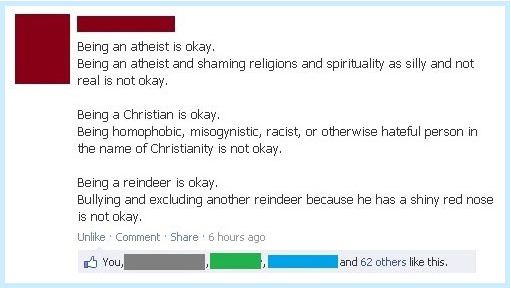 Being an atheist is okay.
Being an atheist and shaming religions and spirituality as silly and not
real is not okay.
Being a Christian is okay.
Being homophobic, misogynistic, racist, or otherwise hateful person in
the name of Christianity is not okay.
Being a reindeer is okay.
Bullying and excluding another reindeer because he has a shiny red nose
is not okay.
Unlike · Comment · Share · 6 hours ago
You, , , and 62 others like this.